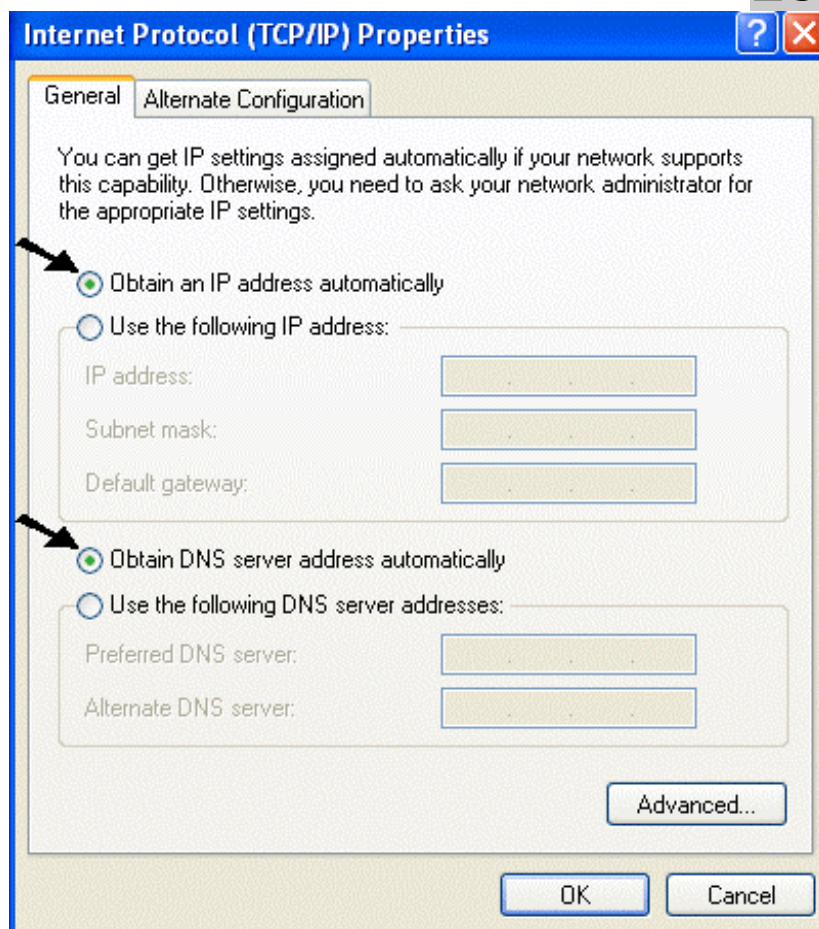 Internet Protocol (TCP/IP) Properties
General
Alternate Configuration
You can get IP settings assigned automatically if your network supports
this capability. Otherwise, you need to ask your network administrator for
the appropriate IP settings.
Obtain an IP address automatically
Use the following IP address:
IP address:
Subnet mask:
Default gateway:
Obtain DNS server address automatically
Use the following DNS server addresses:
Preferred DNS server:
Alternate DNS server:
Advanced...
OK
Cancel